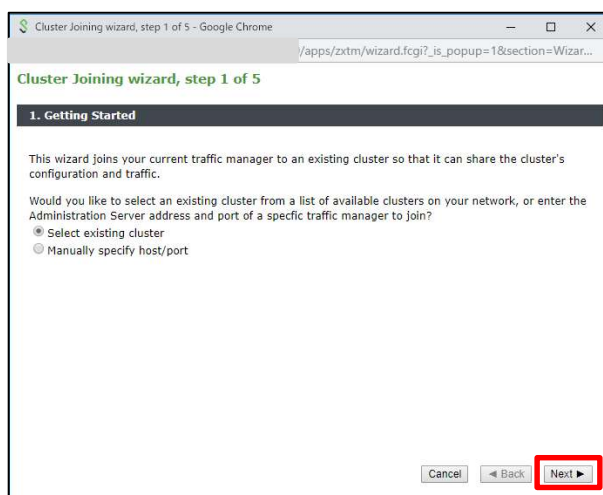 Cluster Joining wizard, step 1 of 5 - Google Chrome
/apps/zxtm/wizard.fcgi?_is_popup=1&section=Wizar...
Cluster Joining wizard, step 1 of 5
1. Getting Started
This wizard joins your current traffic manager to an existing cluster so that it can share the cluster's
configuration and traffic.
Would you like to select an existing cluster from a list of available clusters on your network, or enter the
Administration Server address and port of a specfic traffic manager to join?
Select existing cluster
Manually specify host/port
Cancel ◄ Back Next ►